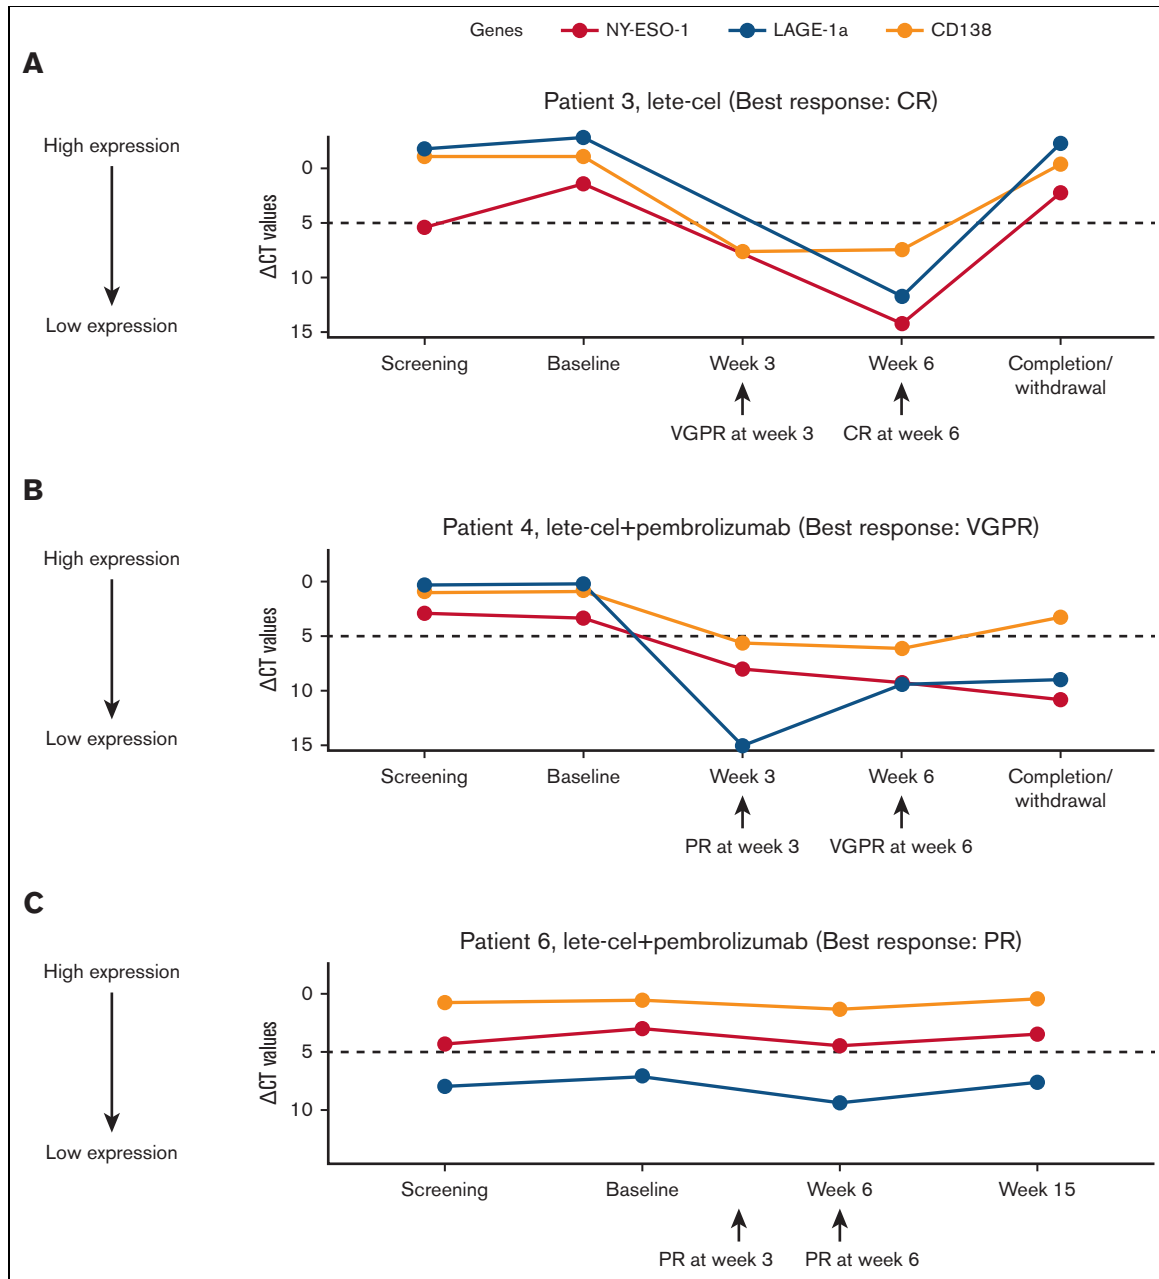 Genes NY-ESO-1 LAGE-1a CD138
A
Patient 3, lete-cel (Best response: CR)
High expression
Low expression
ΔCT values
0
5
10
15
Screening Baseline Week 3 Week 6 Completion/
withdrawal
VGPR at week 3 CR at week 6
B
Patient 4, lete-cel+pembrolizumab (Best response: VGPR)
High expression
Low expression
ΔCT values
0
5
10
15
Screening Baseline Week 3 Week 6 Completion/
withdrawal
PR at week 3 VGPR at week 6
C
Patient 6, lete-cel+pembrolizumab (Best response: PR)
High expression
Low expression
ΔCT values
0
5
10
Screening Baseline Week 6 Week 15
PR at week 3 PR at week 6